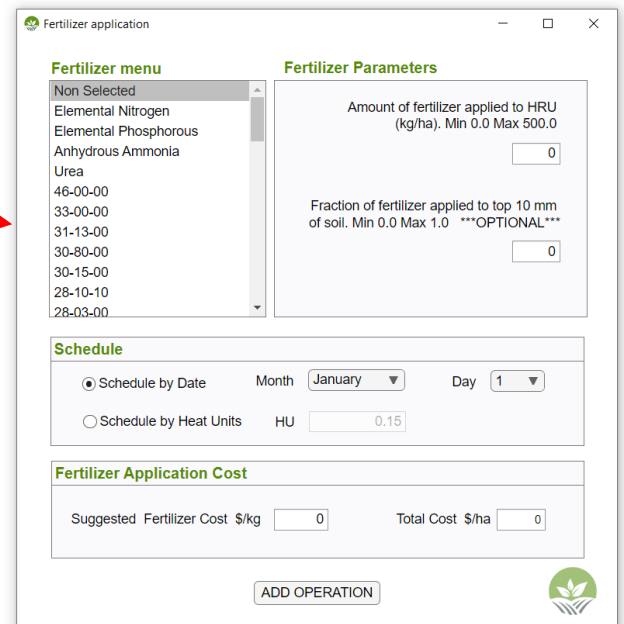 Fertilizer application
Fertilizer menu
Non Selected
Elemental Nitrogen
Elemental Phosphorous
Anhydrous Ammonia
Urea
46-00-00
33-00-00
31-13-00
30-80-00
30-15-00
28-10-10
28-03-00
Fertilizer Parameters
Amount of fertilizer applied to HRU
(kg/ha). Min 0.0 Max 500.0
0
Fraction of fertilizer applied to top 10 mm
of soil. Min 0.0 Max 1.0 ***OPTIONAL***
0
Schedule
Schedule by Date Month January Day 1
Schedule by Heat Units HU 0.15
Fertilizer Application Cost
Suggested Fertilizer Cost $/kg 0 Total Cost $/ha 0
ADD OPERATION